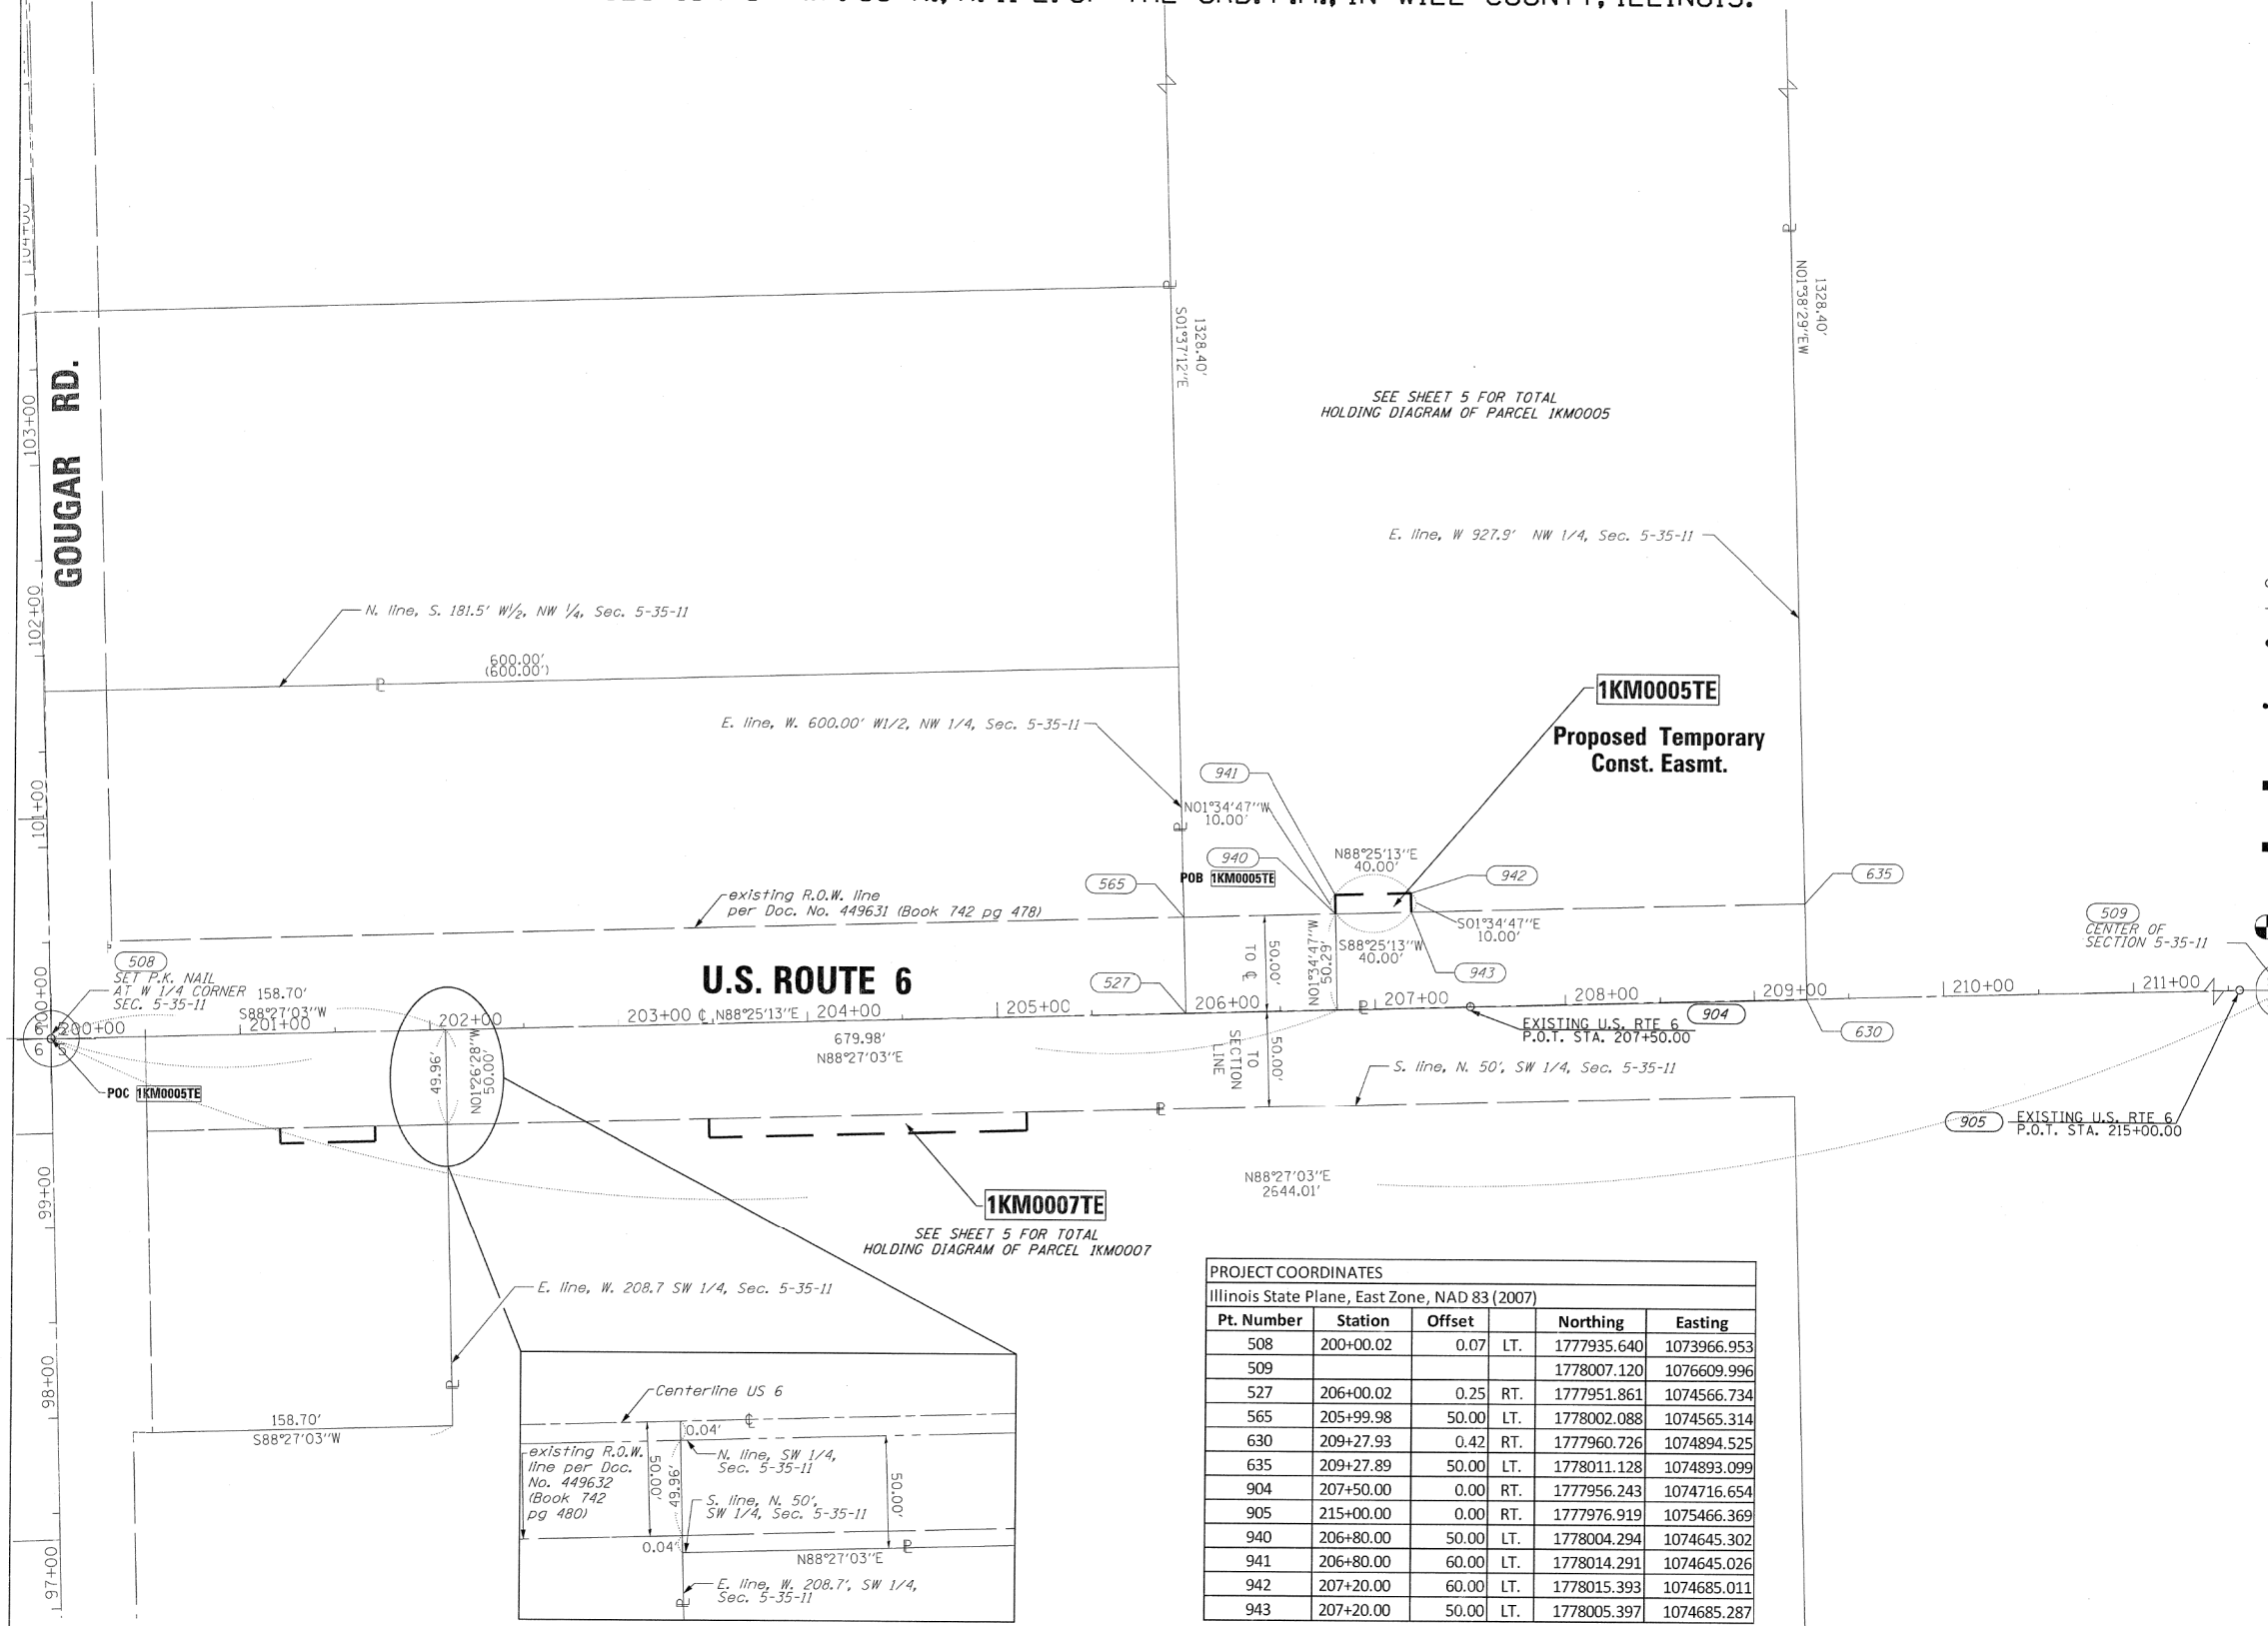 GOUGAR RD.
104+00
103+00
102+00
101+00
100+00
99+00
98+00
97+00
1328.40'
S01°37'12"E
1328.40'
N01°38'29"EW
SEE SHEET 5 FOR TOTAL
HOLDING DIAGRAM OF PARCEL 1KM0005
E. line, W 927.9' NW 1/4, Sec. 5-35-11
N. line, S. 181.5' W1/2, NW 1/4, Sec. 5-35-11
600.00'
(600.00')
E. line, W. 600.00' W1/2, NW 1/4, Sec. 5-35-11
1KM0005TE
Proposed Temporary
Const. Easmt.
941
N01°34'47"W
10.00'
940
POB 1KM0005TE
N88°25'13"E
40.00'
942
565
635
existing R.O.W. line
per Doc. No. 449631 (Book 742 pg 478)
S01°34'47"E
10.00'
S88°25'13"W
40.00'
943
N01°34'47"W
50.29'
50.00'
TO ℄
509
CENTER OF
SECTION 5-35-11
508
SET P.K. NAIL
AT W 1/4 CORNER
SEC. 5-35-11
158.70'
S88°27'03"W
U.S. ROUTE 6
527
200+00
201+00
202+00
203+00 ℄ N88°25'13"E 204+00
205+00
206+00
207+00
208+00
209+00
210+00
211+00
6 5
679.98'
N88°27'03"E
904
EXISTING U.S. RTE 6
P.O.T. STA. 207+50.00
630
49.96'
N01°26'28"W
50.00'
TO
SECTION
LINE
50.00'
S. line, N. 50', SW 1/4, Sec. 5-35-11
POC 1KM0005TE
905
EXISTING U.S. RTE 6
P.O.T. STA. 215+00.00
N88°27'03"E
2644.01'
1KM0007TE
SEE SHEET 5 FOR TOTAL
HOLDING DIAGRAM OF PARCEL 1KM0007
E. line, W. 208.7 SW 1/4, Sec. 5-35-11
158.70'
S88°27'03"W
Centerline US 6
℄
0.04'
existing R.O.W.
line per Doc.
No. 449632
(Book 742
pg 480)
50.00'
49.96'
N. line, SW 1/4,
Sec. 5-35-11
S. line, N. 50',
SW 1/4, Sec. 5-35-11
50.00'
0.04'
N88°27'03"E
E. line, W. 208.7', SW 1/4,
Sec. 5-35-11
PROJECT COORDINATES
Illinois State Plane, East Zone, NAD 83 (2007)
Pt. Number Station Offset Northing Easting
508 200+00.02 0.07 LT. 1777935.640 1073966.953
509 1778007.120 1076609.996
527 206+00.02 0.25 RT. 1777951.861 1074566.734
565 205+99.98 50.00 LT. 1778002.088 1074565.314
630 209+27.93 0.42 RT. 1777960.726 1074894.525
635 209+27.89 50.00 LT. 1778011.128 1074893.099
904 207+50.00 0.00 RT. 1777956.243 1074716.654
905 215+00.00 0.00 RT. 1777976.919 1075466.369
940 206+80.00 50.00 LT. 1778004.294 1074645.302
941 206+80.00 60.00 LT. 1778014.291 1074645.026
942 207+20.00 60.00 LT. 1778015.393 1074685.011
943 207+20.00 50.00 LT. 1778005.397 1074685.287